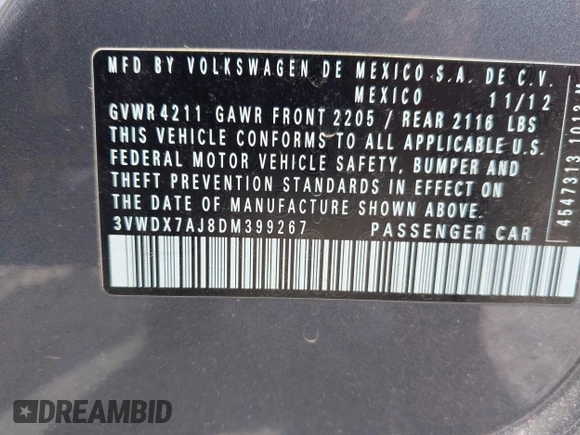 MFD BY VOLKSWAGEN DE MEXICO S.A. DE C.V.
MEXICO 11/12
GVWR 4211 GAWR FRONT 2205 / REAR 2116 LBS
THIS VEHICLE CONFORMS TO ALL APPLICABLE U.S.
FEDERAL MOTOR VEHICLE SAFETY, BUMPER AND
THEFT PREVENTION STANDARDS IN EFFECT ON
THE DATE OF MANUFACTURE SHOWN ABOVE.
3VWDX7AJ8DM399267 PASSENGER CAR
4547313 1012 M
DREAMBID